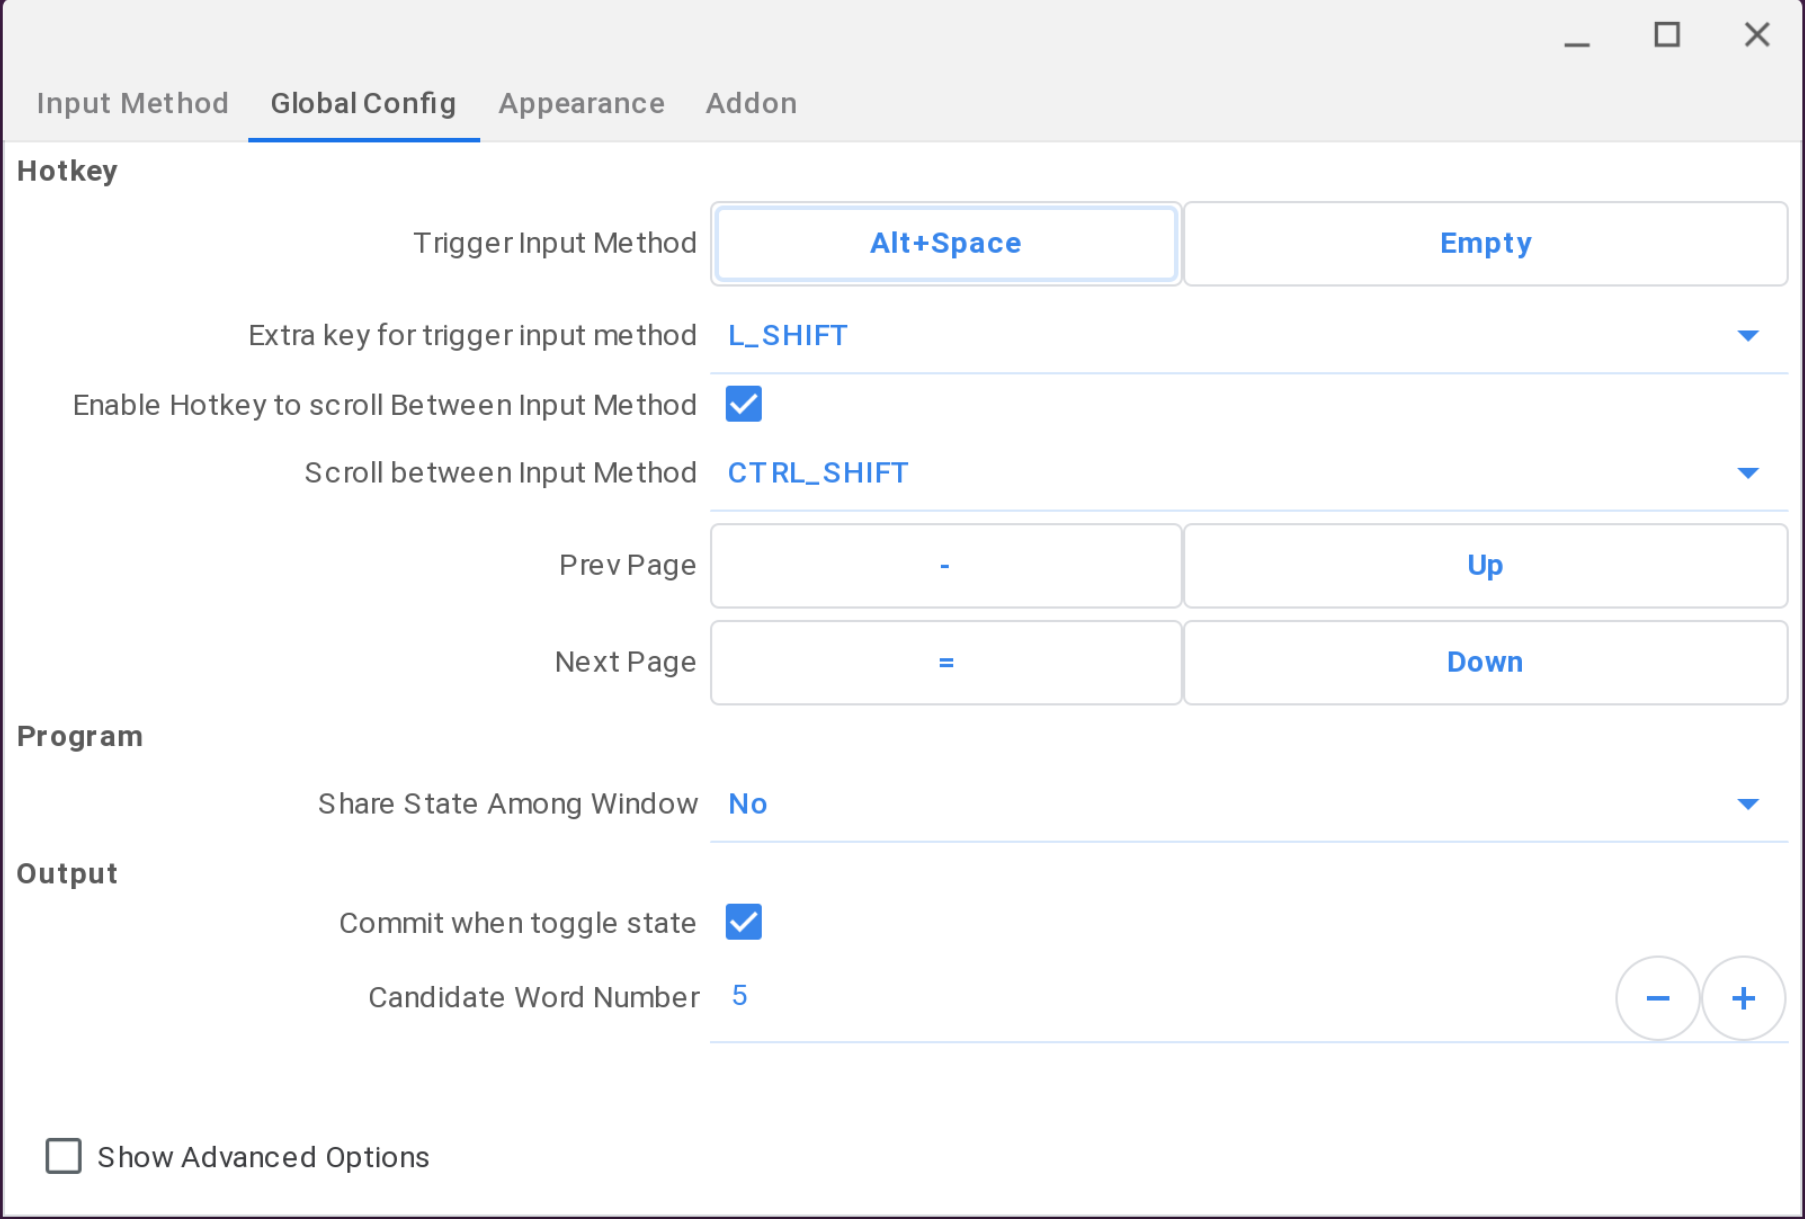 Input Method Global Config Appearance Addon
Hotkey
Trigger Input Method Alt+Space Empty
Extra key for trigger input method L_SHIFT
Enable Hotkey to scroll Between Input Method
Scroll between Input Method CTRL_SHIFT
Prev Page - Up
Next Page = Down
Program
Share State Among Window No
Output
Commit when toggle state
Candidate Word Number 5
Show Advanced Options